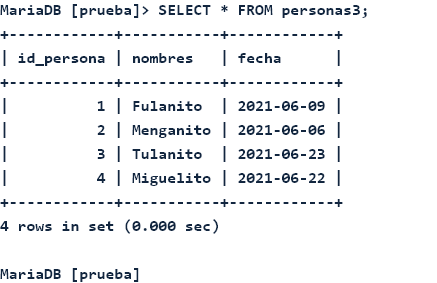 MariaDB [prueba]> SELECT * FROM personas3;
+------------+-----------+------------+
| id_persona | nombres   | fecha      |
+------------+-----------+------------+
|          1 | Fulanito  | 2021-06-09 |
|          2 | Menganito | 2021-06-06 |
|          3 | Tulanito  | 2021-06-23 |
|          4 | Miguelito | 2021-06-22 |
+------------+-----------+------------+
4 rows in set (0.000 sec)

MariaDB [prueba]